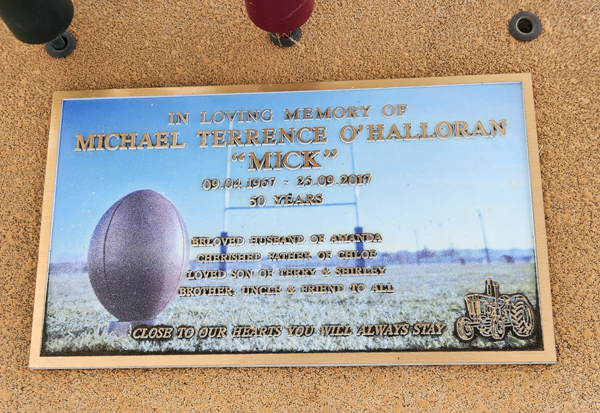 IN LOVING MEMORY OF
MICHAEL TERRENCE O'HALLORAN
"MICK"
09.04.1967 - 23.09.2017
50 YEARS
BELOVED HUSBAND OF AMANDA
CHERISHED FATHER OF CHLOE
LOVED SON OF TERRY & SHIRLEY
BROTHER, UNCLE & FRIEND TO ALL
CLOSE TO OUR HEARTS YOU WILL ALWAYS STAY